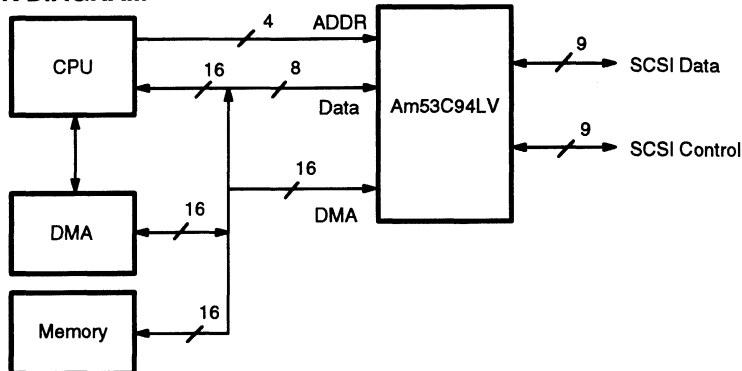 4 ADDR
CPU
16
8
Data
Am53C94LV
9
SCSI Data
9
SCSI Control
16
DMA
DMA
16
Memory
16